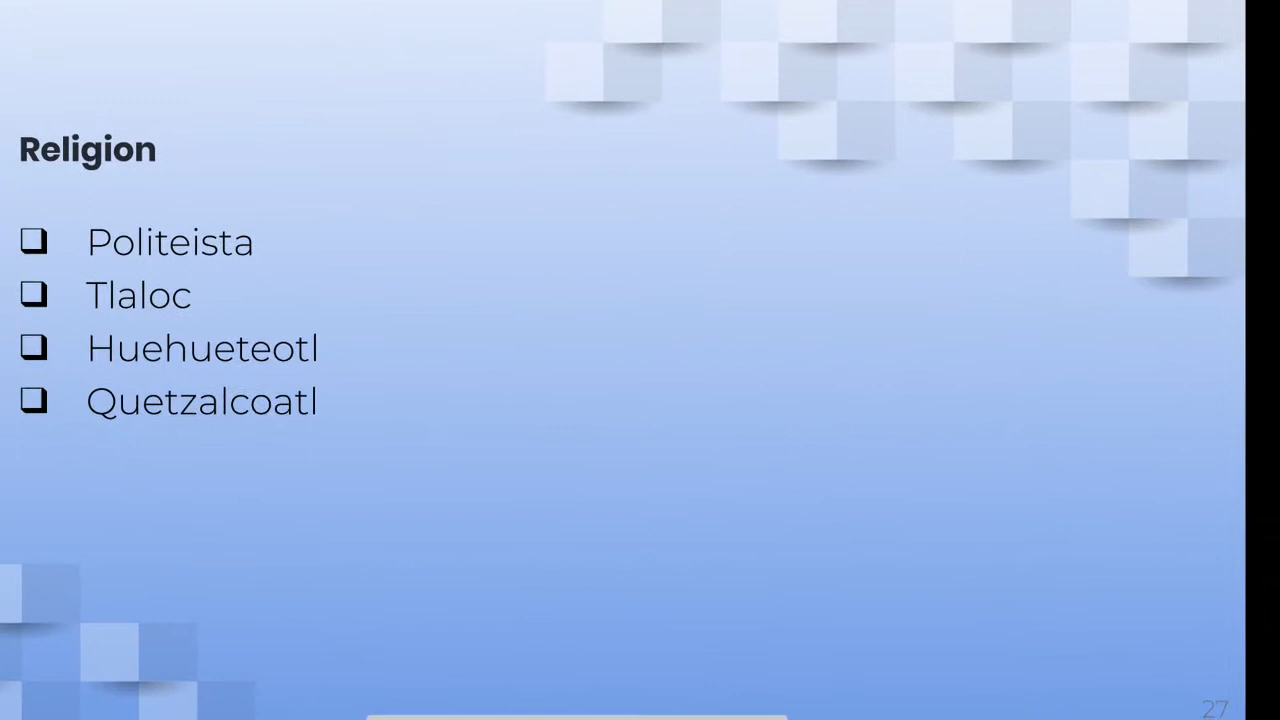 Religion
Politeista
Tlaloc
Huehueteotl
Quetzalcoatl
27